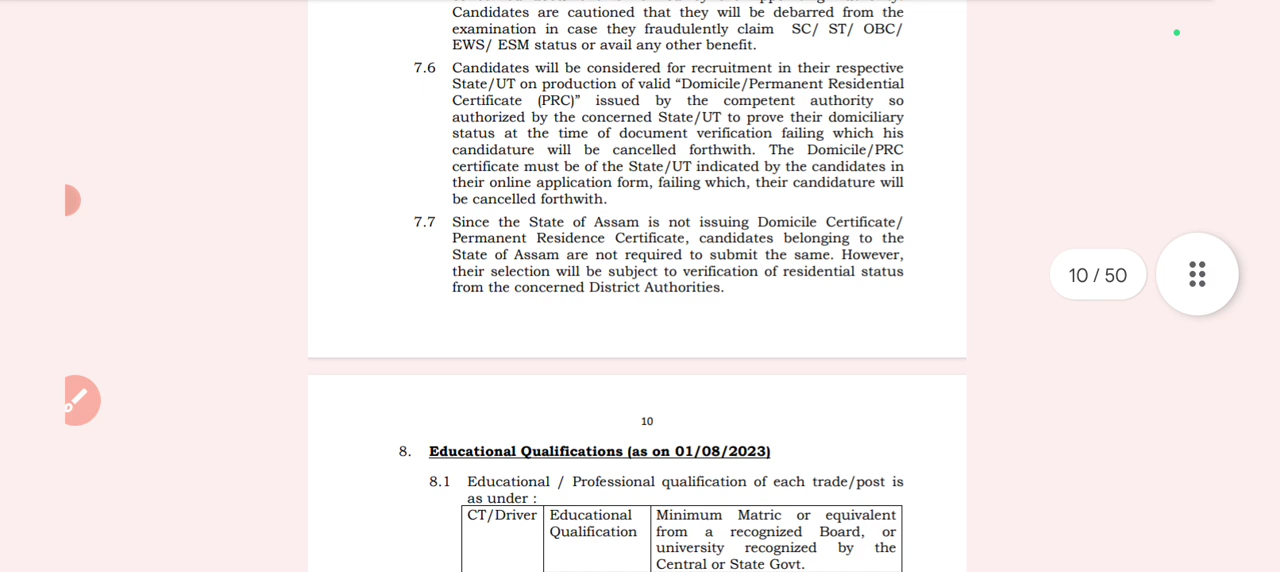 Candidates are cautioned that they will be debarred from the
examination in case they fraudulently claim SC/ ST/ OBC/
EWS/ ESM status or avail any other benefit.
7.6 Candidates will be considered for recruitment in their respective
State/UT on production of valid “Domicile/Permanent Residential
Certificate (PRC)” issued by the competent authority so
authorized by the concerned State/UT to prove their domiciliary
status at the time of document verification failing which his
candidature will be cancelled forthwith. The Domicile/PRC
certificate must be of the State/UT indicated by the candidates in
their online application form, failing which, their candidature will
be cancelled forthwith.
7.7 Since the State of Assam is not issuing Domicile Certificate/
Permanent Residence Certificate, candidates belonging to the
State of Assam are not required to submit the same. However,
their selection will be subject to verification of residential status
from the concerned District Authorities.
10 / 50
10
8. Educational Qualifications (as on 01/08/2023)
8.1 Educational / Professional qualification of each trade/post is
as under :
CT/Driver Educational Minimum Matric or equivalent
Qualification from a recognized Board, or
university recognized by the
Central or State Govt.